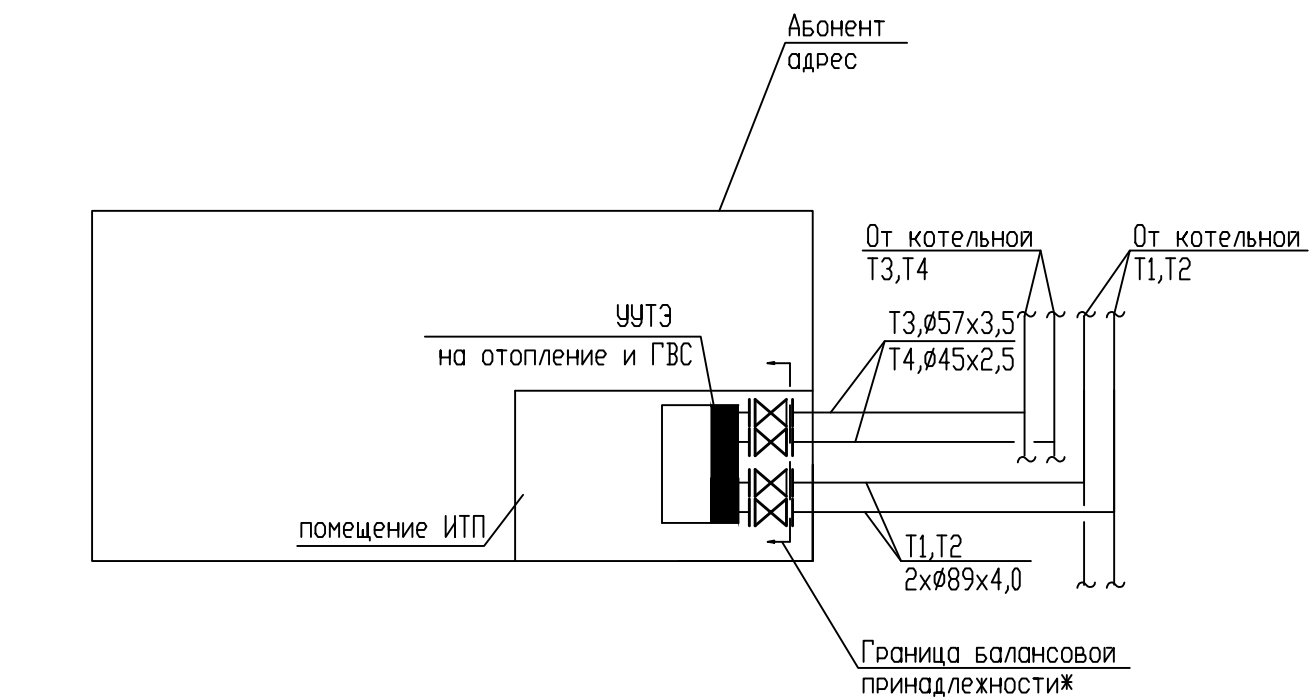 Абонент
адрес
От котельной
Т3,Т4
От котельной
Т1,Т2
УУТЭ
на отопление и ГВС
Т3,Ø57х3,5
Т4,Ø45х2,5
помещение ИТП
Т1,Т2
2хØ89х4,0
Граница балансовой
принадлежности*